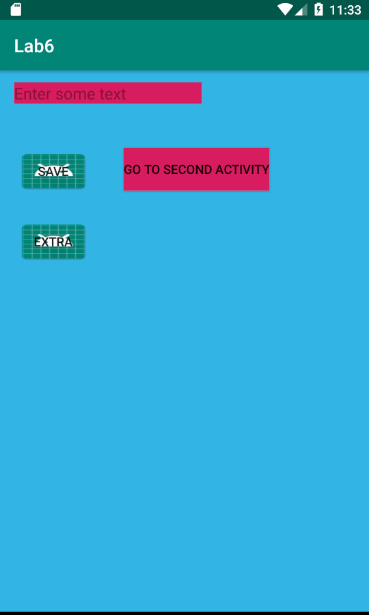 11:33
Lab6
Enter some text
SAVE
GO TO SECOND ACTIVITY
EXTRA